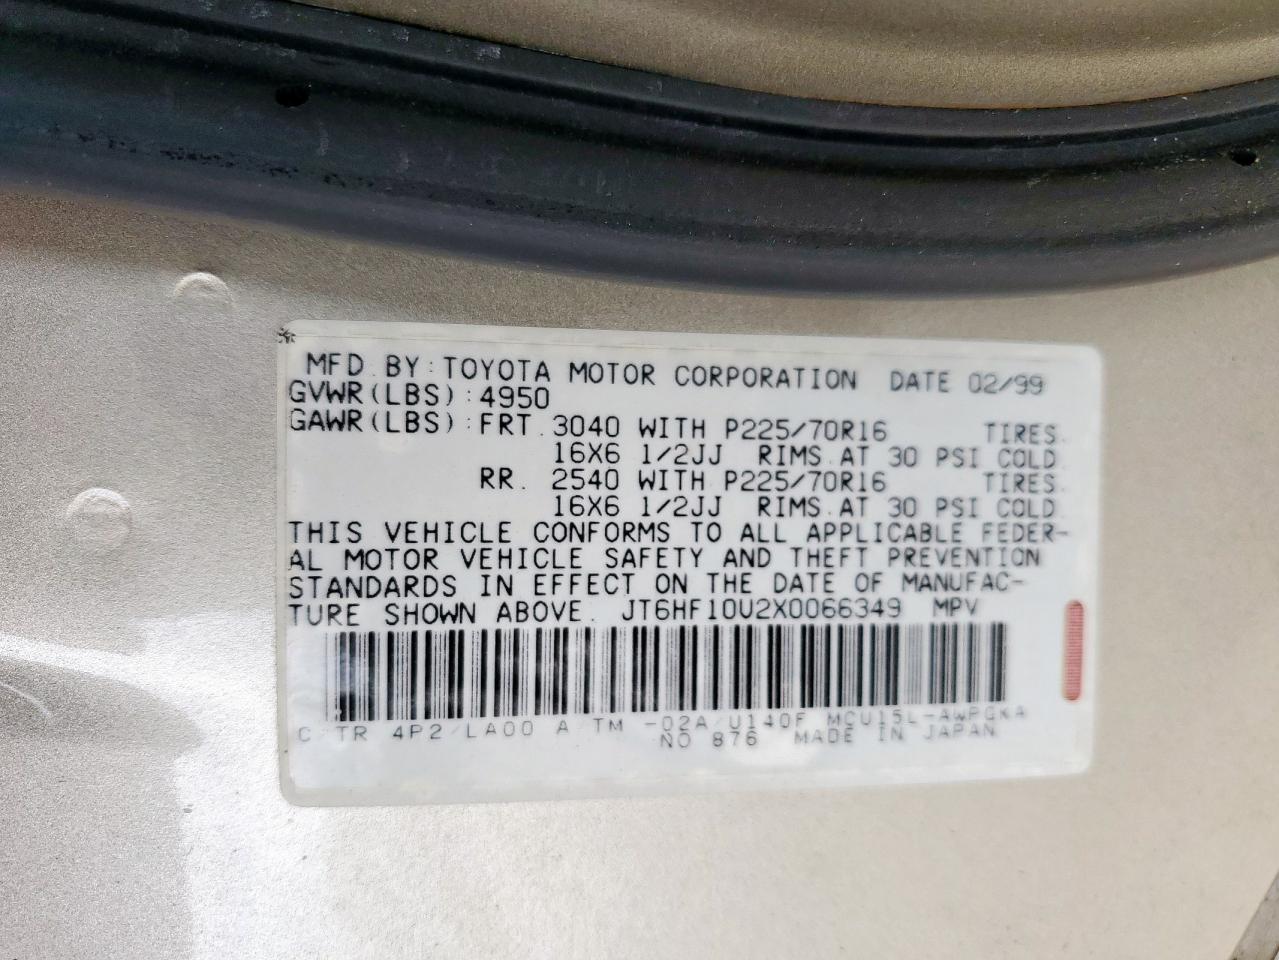 MFD. BY: TOYOTA MOTOR CORPORATION DATE 02/99
GVWR(LBS): 4950
GAWR(LBS): FRT. 3040 WITH P225/70R16 TIRES.
16X6 1/2JJ RIMS.AT 30 PSI COLD.
RR. 2540 WITH P225/70R16 TIRES.
16X6 1/2JJ RIMS.AT 30 PSI COLD.
THIS VEHICLE CONFORMS TO ALL APPLICABLE FEDER-
AL MOTOR VEHICLE SAFETY AND THEFT PREVENTION
STANDARDS IN EFFECT ON THE DATE OF MANUFAC-
TURE SHOWN ABOVE. JT6HF10U2X0066349 MPV
C/TR 4P2/LA00 A/TM -02A/U140F MCU15L-AWPGKA
NO 876 MADE IN JAPAN